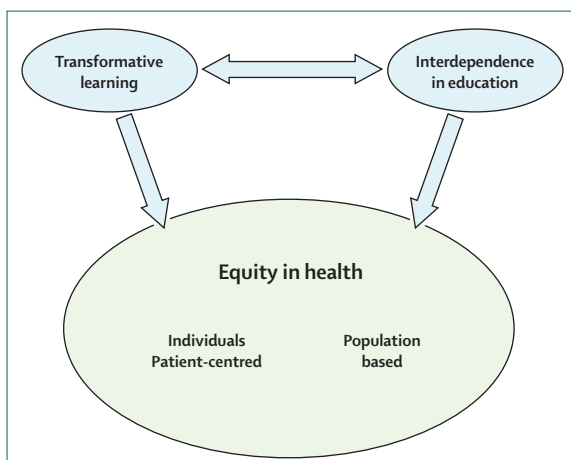 Transformative
learning
Interdependence
in education
Equity in health
Individuals
Patient-centred
Population
based